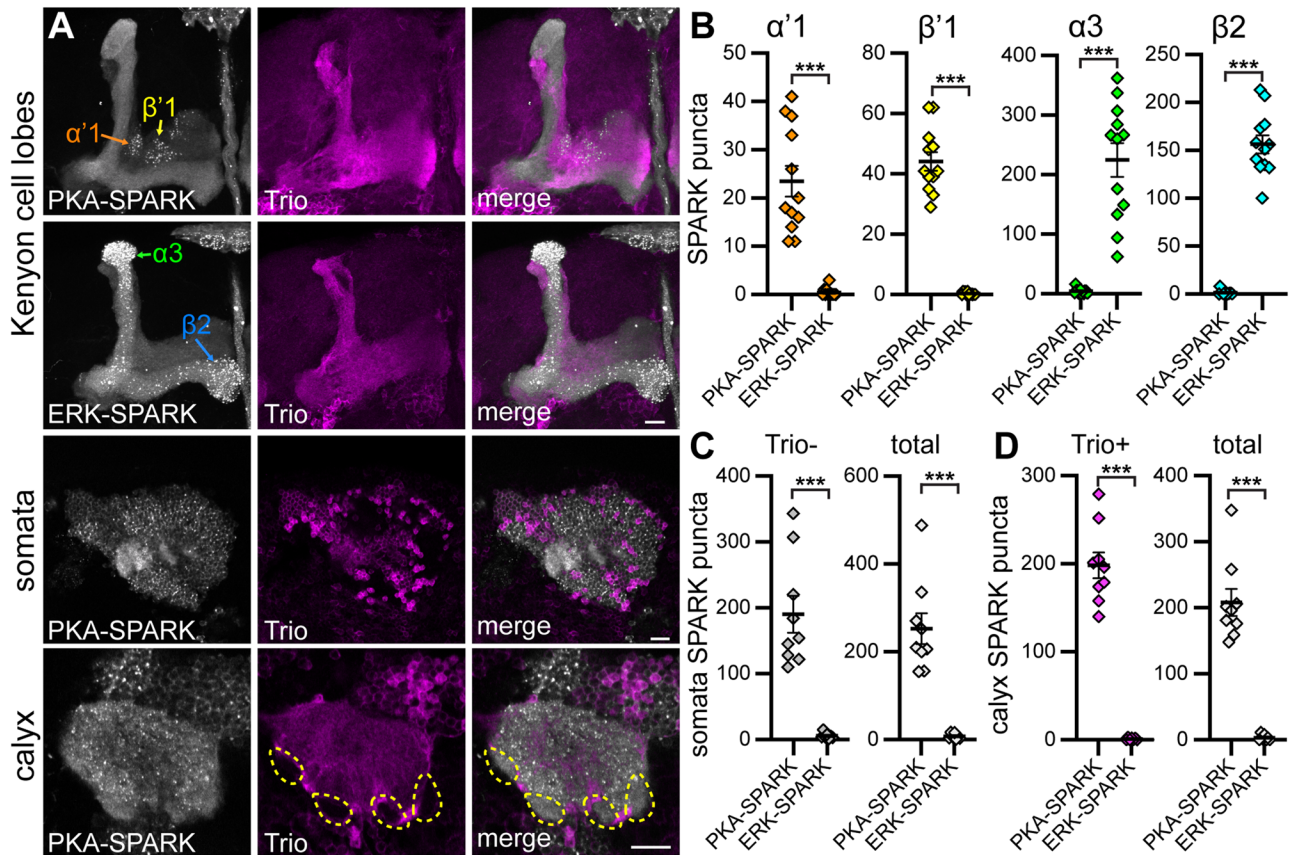 A
Kenyon cell lobes
α'1
β'1
PKA-SPARK
Trio
merge
α3
β2
ERK-SPARK
Trio
merge
somata
PKA-SPARK
Trio
merge
calyx
PKA-SPARK
Trio
merge
B
α'1
β'1
α3
β2
SPARK puncta
50
40
30
20
10
0
***
PKA-SPARK
ERK-SPARK
80
60
40
20
0
***
PKA-SPARK
ERK-SPARK
400
300
200
100
0
***
PKA-SPARK
ERK-SPARK
250
200
150
100
50
0
***
PKA-SPARK
ERK-SPARK
C
Trio-
total
somata SPARK puncta
400
300
200
100
0
***
PKA-SPARK
ERK-SPARK
600
400
200
0
***
PKA-SPARK
ERK-SPARK
D
Trio+
total
calyx SPARK puncta
300
200
100
0
***
PKA-SPARK
ERK-SPARK
400
300
200
100
0
***
PKA-SPARK
ERK-SPARK